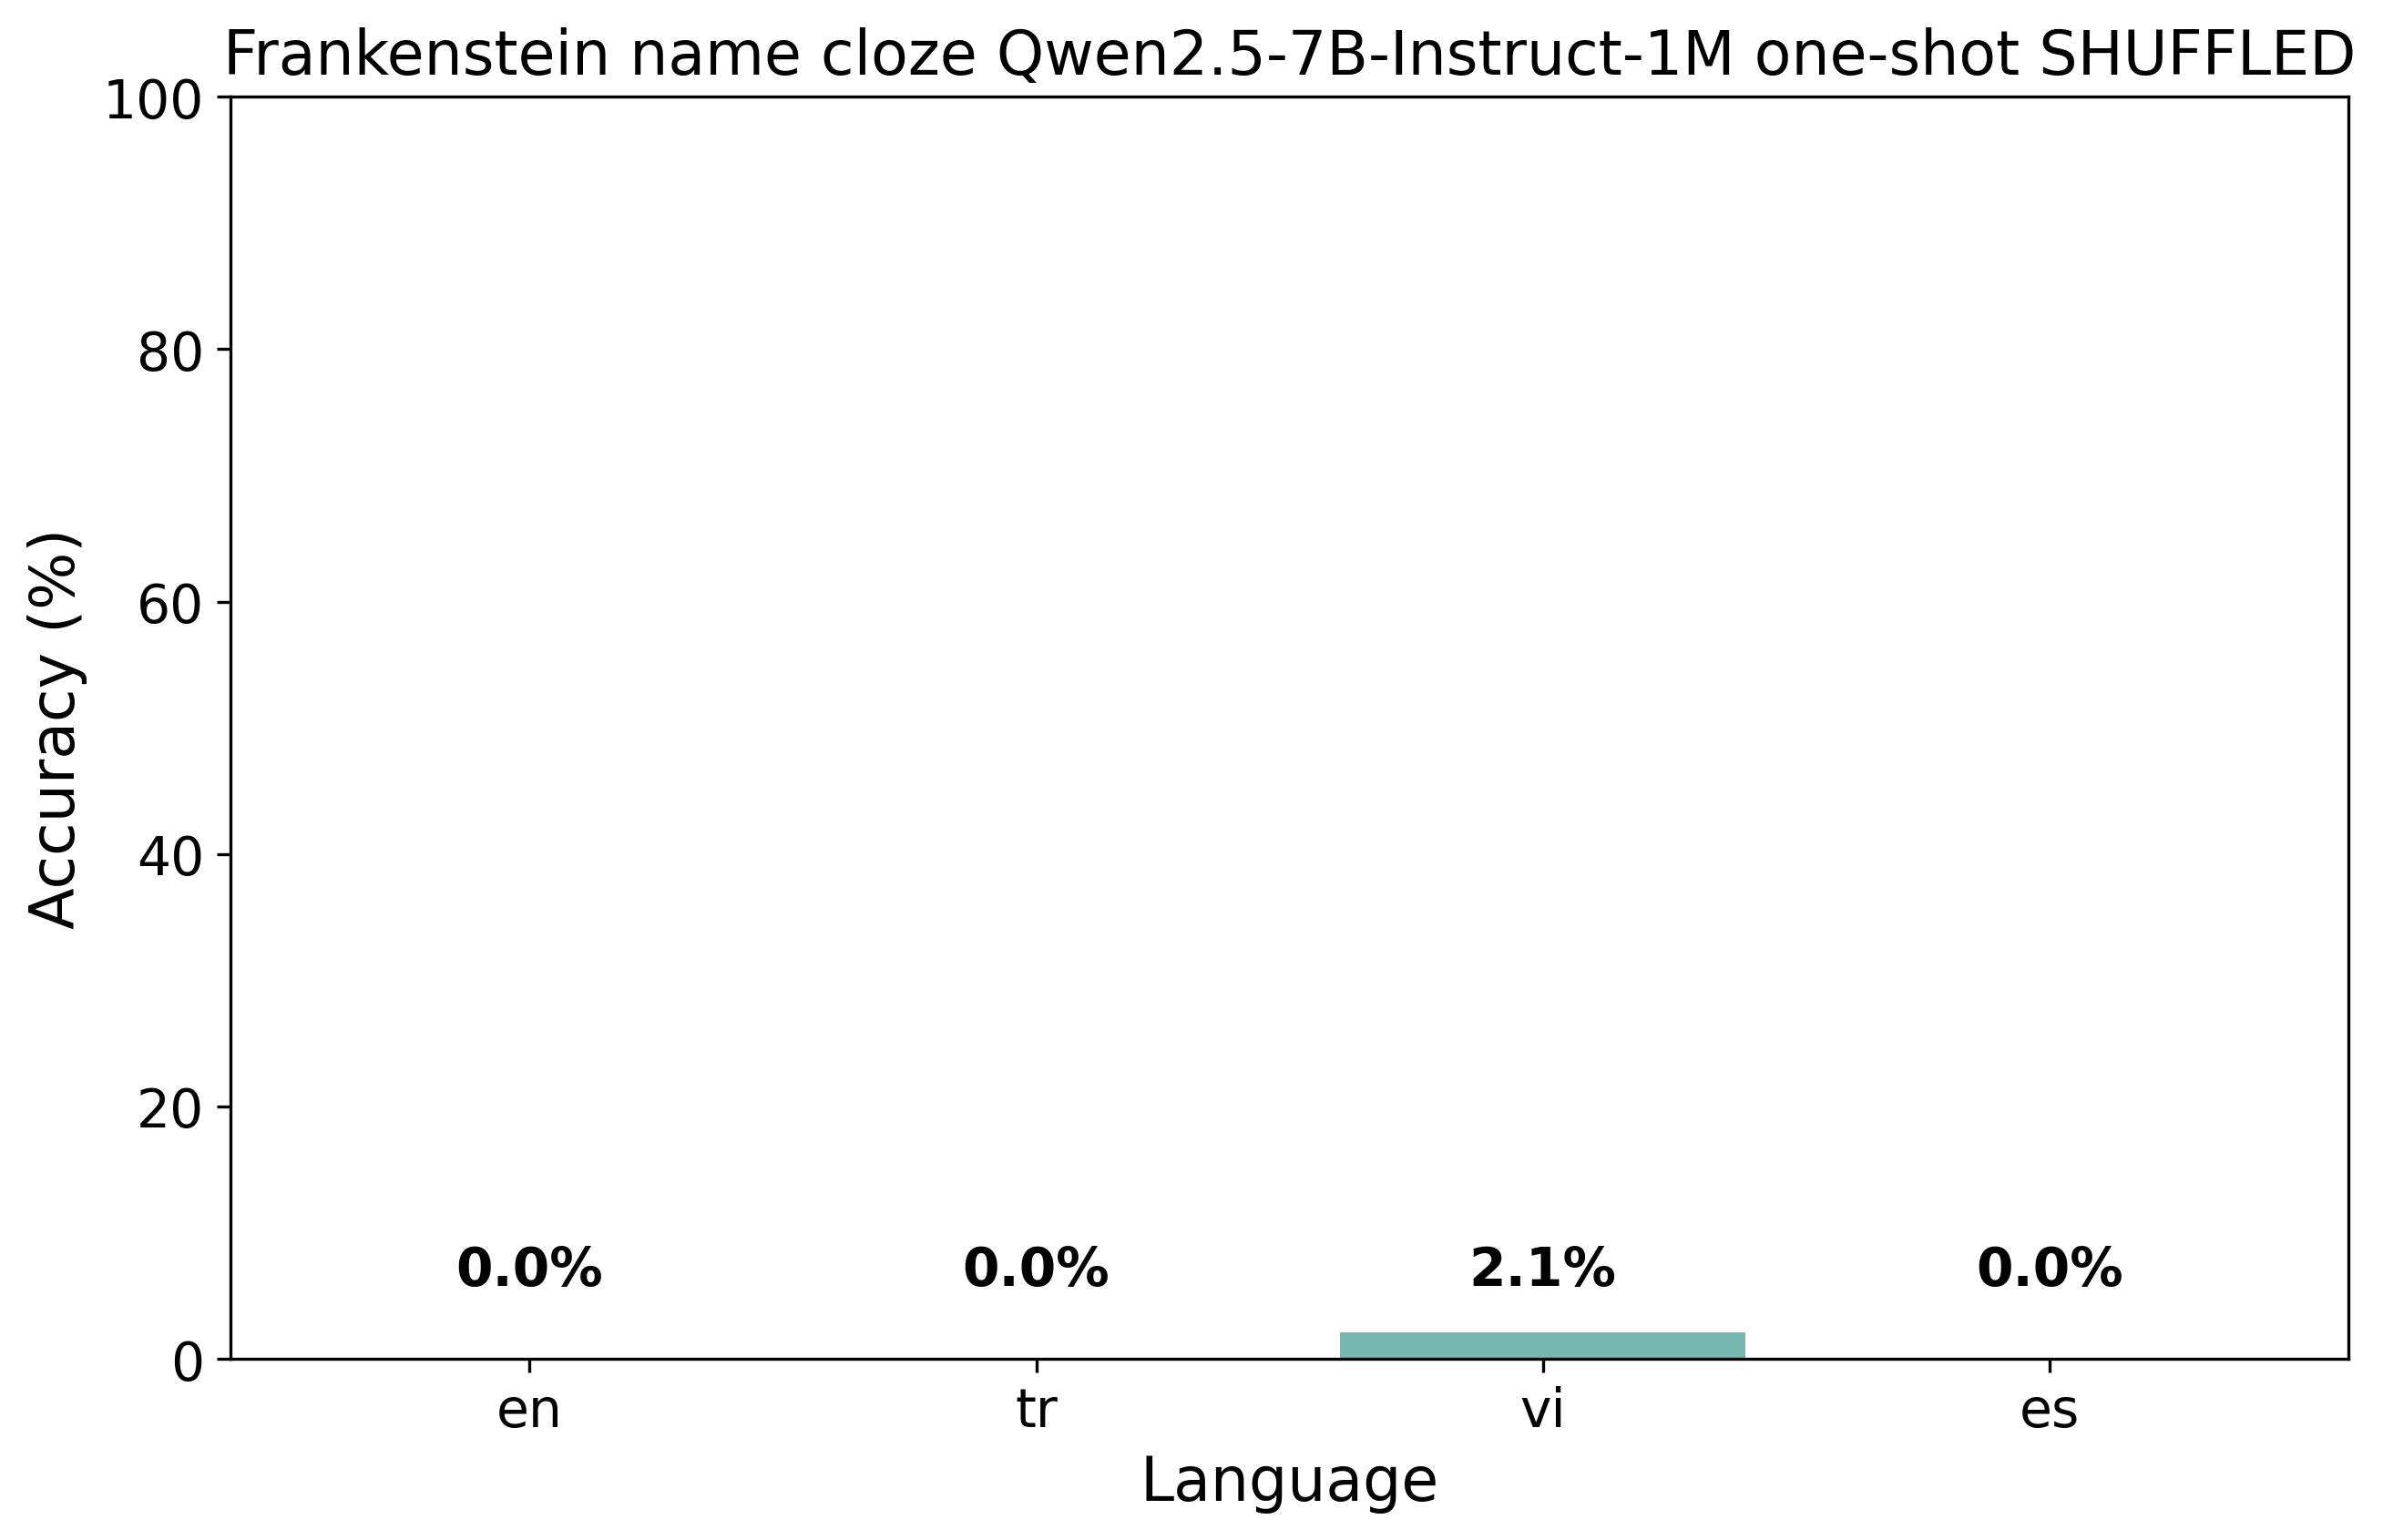 Frankenstein name cloze Qwen2.5-7B-Instruct-1M one-shot SHUFFLED
100
80
60
40
20
0
Accuracy (%)
0.0%
0.0%
2.1%
0.0%
en
tr
vi
es
Language